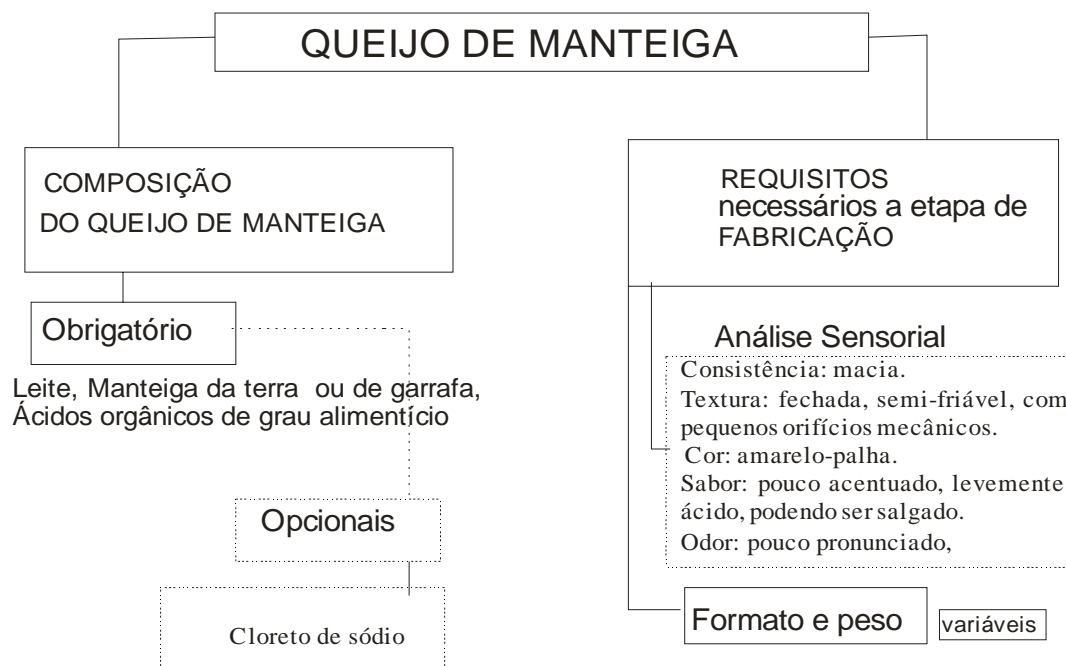 QUEIJO DE MANTEIGA
COMPOSIÇÃO
DO QUEIJO DE MANTEIGA
Obrigatório
Leite, Manteiga da terra ou de garrafa,
Ácidos orgânicos de grau alimentício
Opcionais
Cloreto de sódio
REQUISITOS
necessários a etapa de
FABRICAÇÃO
Análise Sensorial
Consistência: macia.
Textura: fechada, semi-friável, com
pequenos orifícios mecânicos.
Cor: amarelo-palha.
Sabor: pouco acentuado, levemente
ácido, podendo ser salgado.
Odor: pouco pronunciado,
Formato e peso
variáveis